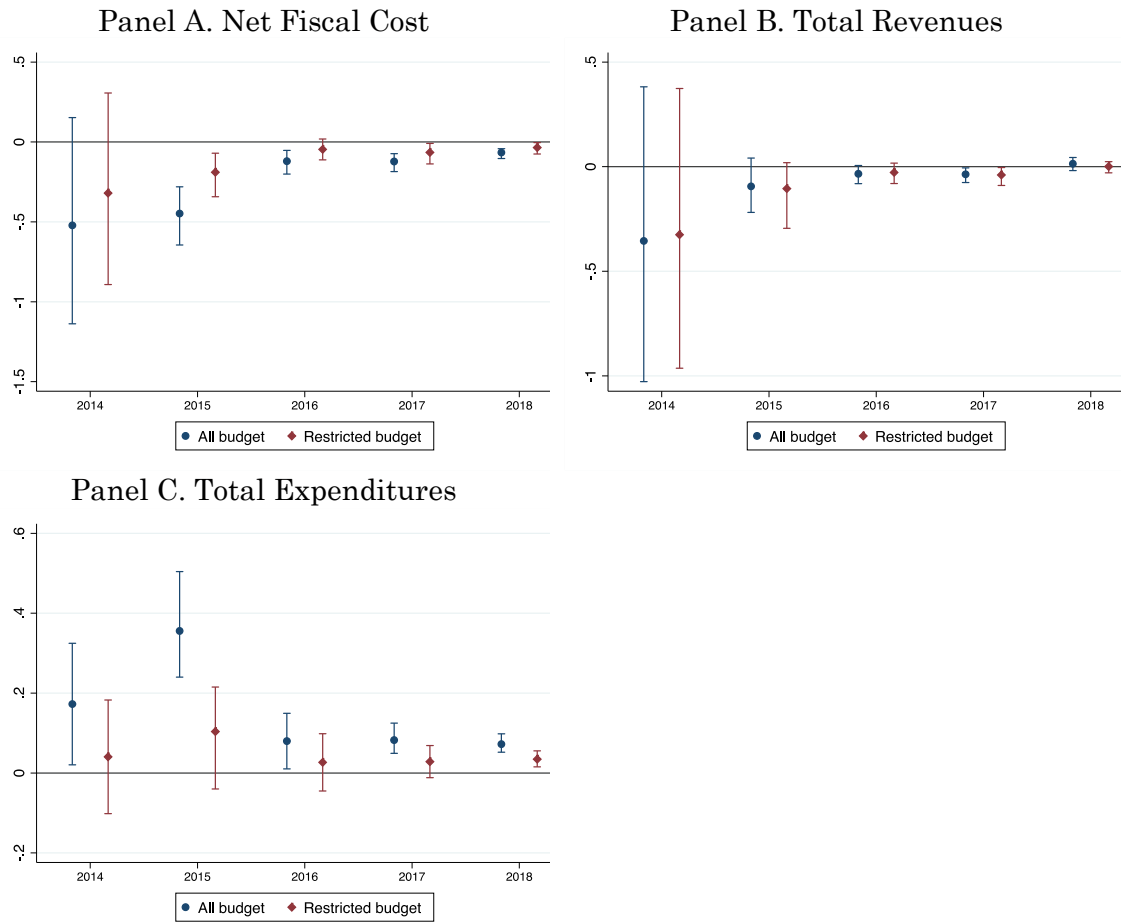 Panel A. Net Fiscal Cost
.5
0
-.5
-1
-1.5
2014 2015 2016 2017 2018
All budget Restricted budget
Panel B. Total Revenues
.5
0
-.5
-1
2014 2015 2016 2017 2018
All budget Restricted budget
Panel C. Total Expenditures
.6
.4
.2
0
-.2
2014 2015 2016 2017 2018
All budget Restricted budget